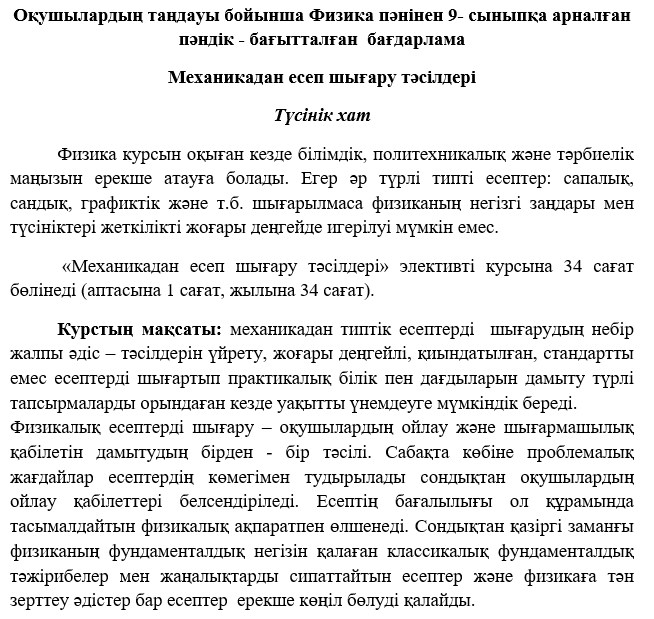 Оқушылардың таңдауы бойынша Физика пәнінен 9- сыныпқа арналған
пәндік - бағытталған бағдарлама
Механикадан есеп шығару тәсілдері
Түсінік хат
Физика курсын оқыған кезде білімдік, политехникалық және тәрбиелік
маңызын ерекше атауға болады. Егер әр түрлі типті есептер: сапалық,
сандық, графиктік және т.б. шығарылмаса физиканың негізгі заңдары мен
түсініктері жеткілікті жоғары деңгейде игерілуі мүмкін емес.
«Механикадан есеп шығару тәсілдері» элективті курсына 34 сағат
бөлінеді (аптасына 1 сағат, жылына 34 сағат).
Курстың мақсаты: механикадан типтік есептерді шығарудың небір
жалпы әдіс – тәсілдерін үйрету, жоғары деңгейлі, қиындатылған, стандартты
емес есептерді шығартып практикалық білік пен дағдыларын дамыту түрлі
тапсырмаларды орындаған кезде уақытты үнемдеуге мүмкіндік береді.
Физикалық есептерді шығару – оқушылардың ойлау және шығармашылық
қабілетін дамытудың бірден - бір тәсілі. Сабақта көбіне проблемалық
жағдайлар есептердің көмегімен тудырылады сондықтан оқушылардың
ойлау қабілеттері белсендіріледі. Есептің бағалылығы ол құрамында
тасымалдайтын физикалық ақпаратпен өлшенеді. Сондықтан қазіргі заманғы
физиканың фундаменталдық негізін қалаған классикалық фундаменталдық
тәжірибелер мен жаңалықтарды сипаттайтын есептер және физикаға тән
зерттеу әдістер бар есептер ерекше көңіл бөлуді қалайды.